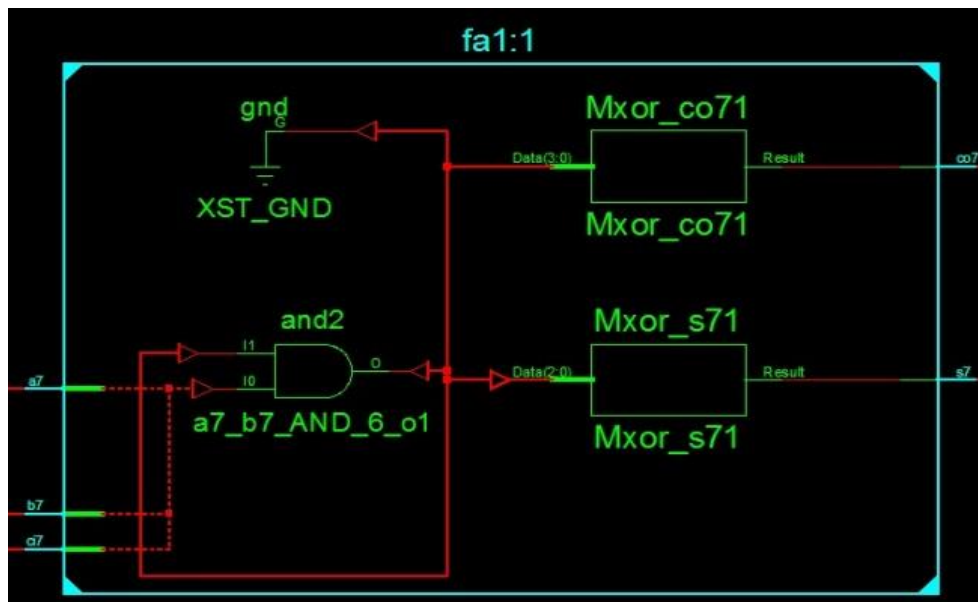 fa1:1
gnd
G
XST_GND
Mxor_co71
Data(3:0)
Result
co7
Mxor_co71
and2
I1
I0
O
a7_b7_AND_6_o1
Mxor_s71
Data(2:0)
Result
s7
Mxor_s71
a7
b7